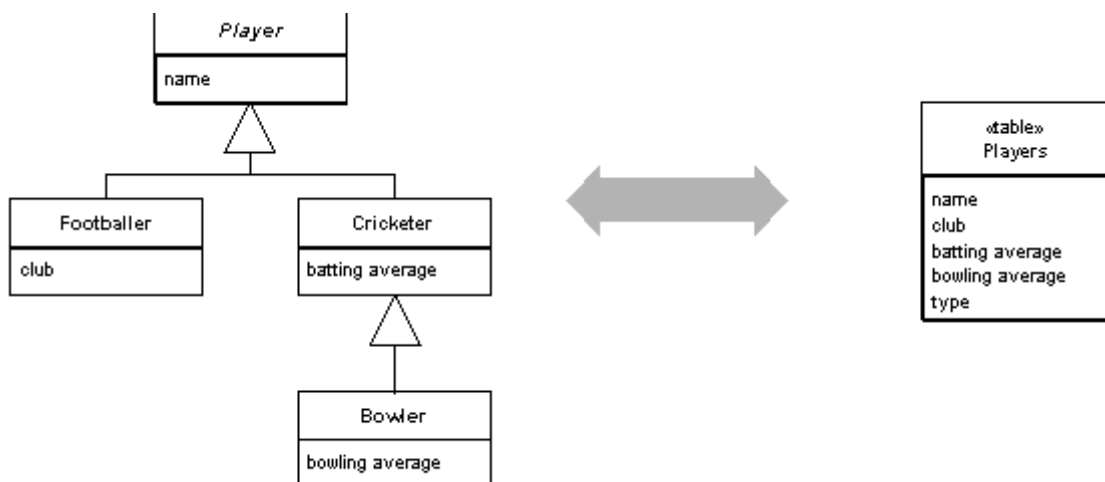 Player
name
Footballer
club
Cricketer
batting average
Bowler
bowling average
«table»
Players
name
club
batting average
bowling average
type